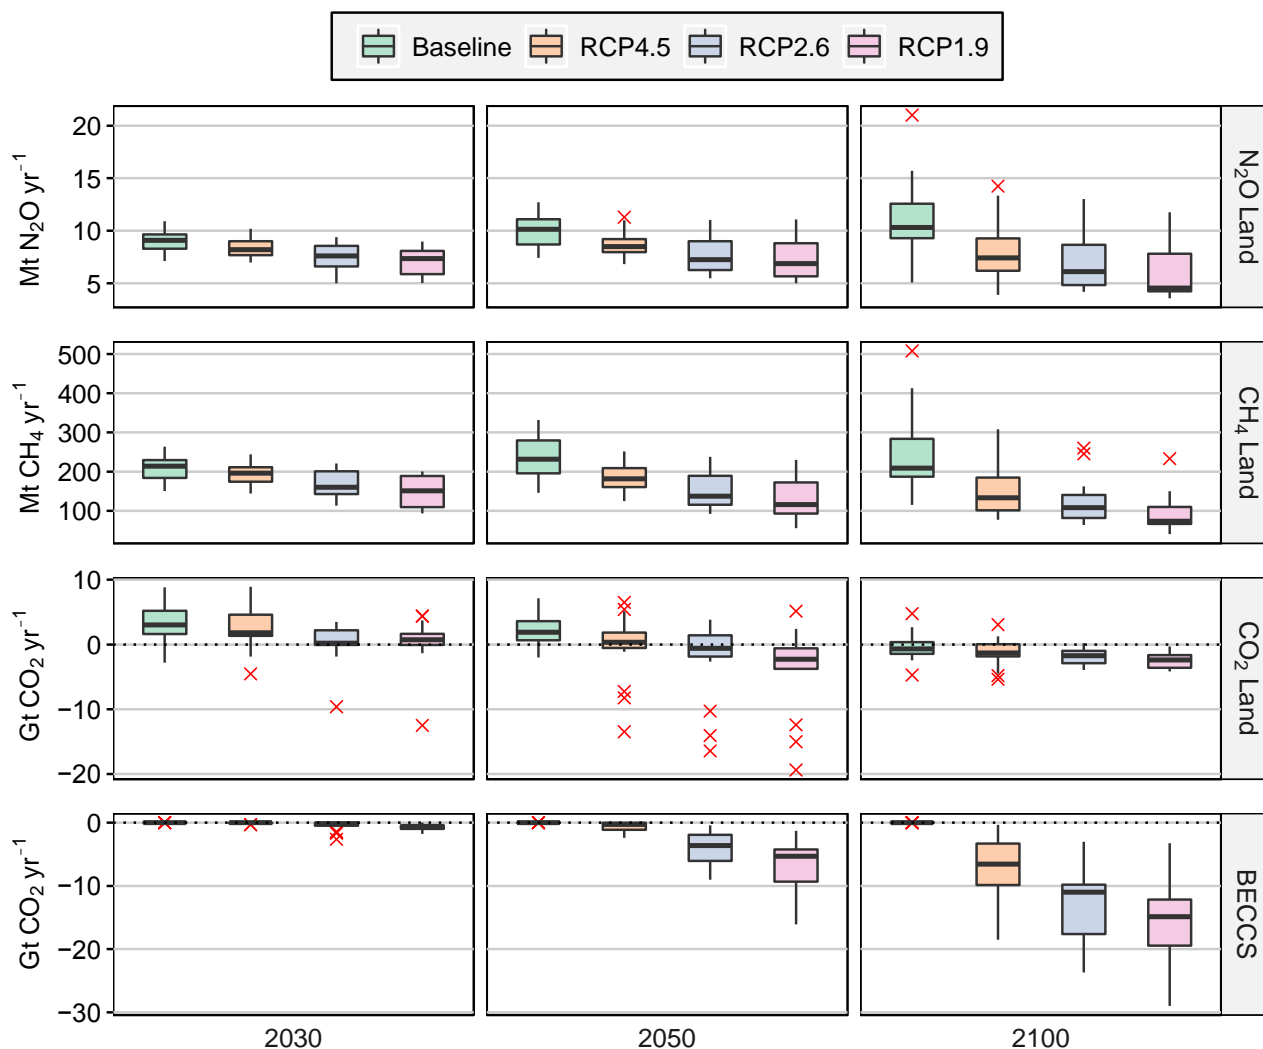 Baseline RCP4.5 RCP2.6 RCP1.9
Mt N₂O yr⁻¹
20
15
10
5
N₂O Land
Mt CH₄ yr⁻¹
500
400
300
200
100
CH₄ Land
Gt CO₂ yr⁻¹
10
0
−10
−20
CO₂ Land
Gt CO₂ yr⁻¹
0
−10
−20
−30
BECCS
2030 2050 2100